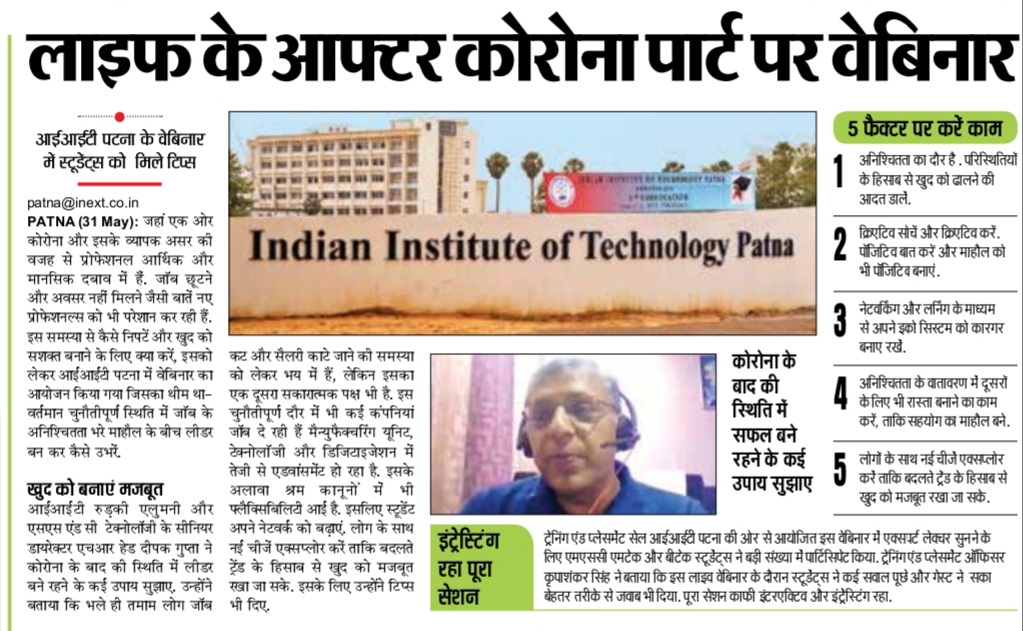 लाइफ के आफ्टर कोरोना पार्ट पर वेबिनार
आईआईटी पटना के वेबिनार
में स्टूडेंट्स को मिले टिप्स
patna@inext.co.in
PATNA (31 May): जहां एक ओर
कोरोना और इसके व्यापक असर की
वजह से प्रोफेशनल आर्थिक और
मानसिक दबाव में हैं. जॉब छूटने
और अवसर नहीं मिलने जैसी बातें नए
प्रोफेशनल्स को भी परेशान कर रही हैं.
इस समस्या से कैसे निपटें और खुद को
सशक्त बनाने के लिए क्या करें, इसको
लेकर आईआईटी पटना में वेबिनार का
आयोजन किया गया जिसका थीम था-
वर्तमान चुनौतीपूर्ण स्थिति में जॉब के
अनिश्चितता भरे माहौल के बीच लीडर
बन कर कैसे उभरें.
खुद को बनाएं मजबूत
आईआईटी रुड़की एलुमनी और
एसएस एंड सी टेक्नोलॉजी के सीनियर
डायरेक्टर एचआर हेड दीपक गुप्ता ने
कोरोना के बाद की स्थिति में लीडर
बने रहने के कई उपाय सुझाए. उन्होंने
बताया कि भले ही तमाम लोग जॉब
कट और सैलरी काटे जाने की समस्या
को लेकर भय में हैं, लेकिन इसका
एक दूसरा सकारात्मक पक्ष भी है. इस
चुनौतीपूर्ण दौर में भी कई कंपनियां
जॉब दे रही हैं मैन्युफैक्चरिंग यूनिट,
टेक्नोलॉजी और डिजिटाइजेशन में
तेजी से एडवांसमेंट हो रहा है. इसके
अलावा श्रम कानूनों में भी
फ्लैक्सिबिलिटी आई है. इसलिए स्टूडेंट
अपने नेटवर्क को बढ़ाएं. लोग के साथ
नई चीजें एक्सप्लोर करें ताकि बदलते
ट्रेंड के हिसाब से खुद को मजबूत
रखा जा सके. इसके लिए उन्होंने टिप्स
भी दिए.
INDIAN INSTITUTE OF TECHNOLOGY PATNA
Indian Institute of Technology Patna
कोरोना के
बाद की
स्थिति में
सफल बने
रहने के कई
उपाय सुझाए
इंट्रेस्टिंग
रहा पूरा
सेशन
ट्रेनिंग एंड प्लेसमेंट सेल आईआईटी पटना की ओर से आयोजित इस वेबिनार में एक्सपर्ट लेक्चर सुनने के
लिए एमएससी एमटेक और बीटेक स्टूडेंट्स ने बड़ी संख्या में पार्टिसिपेट किया. ट्रेनिंग एंड प्लेसमेंट ऑफिसर
कृपाशंकर सिंह ने बताया कि इस लाइव वेबिनार के दौरान स्टूडेंट्स ने कई सवाल पूछे और गेस्ट ने सका
बेहतर तरीके से जवाब भी दिया. पूरा सेशन काफी इंटरएक्टिव और इंट्रेस्टिंग रहा.
5 फैक्टर पर करें काम
1 अनिश्चितता का दौर है . परिस्थितियों
के हिसाब से खुद को ढालने की
आदत डालें.
2 क्रिएटिव सोचें और क्रिएटिव करें.
पॉजिटिव बात करें और माहौल को
भी पॉजिटिव बनाएं.
3 नेटवर्किंग और लर्निंग के माध्यम
से अपने इको सिस्टम को कारगर
बनाए रखें.
4 अनिश्चितता के वातावरण में दूसरों
के लिए भी रास्ता बनाने का काम
करें, ताकि सहयोग का माहौल बने.
5 लोगों के साथ नई चीजें एक्सप्लोर
करें ताकि बदलते ट्रेंड के हिसाब से
खुद को मजबूत रखा जा सके.